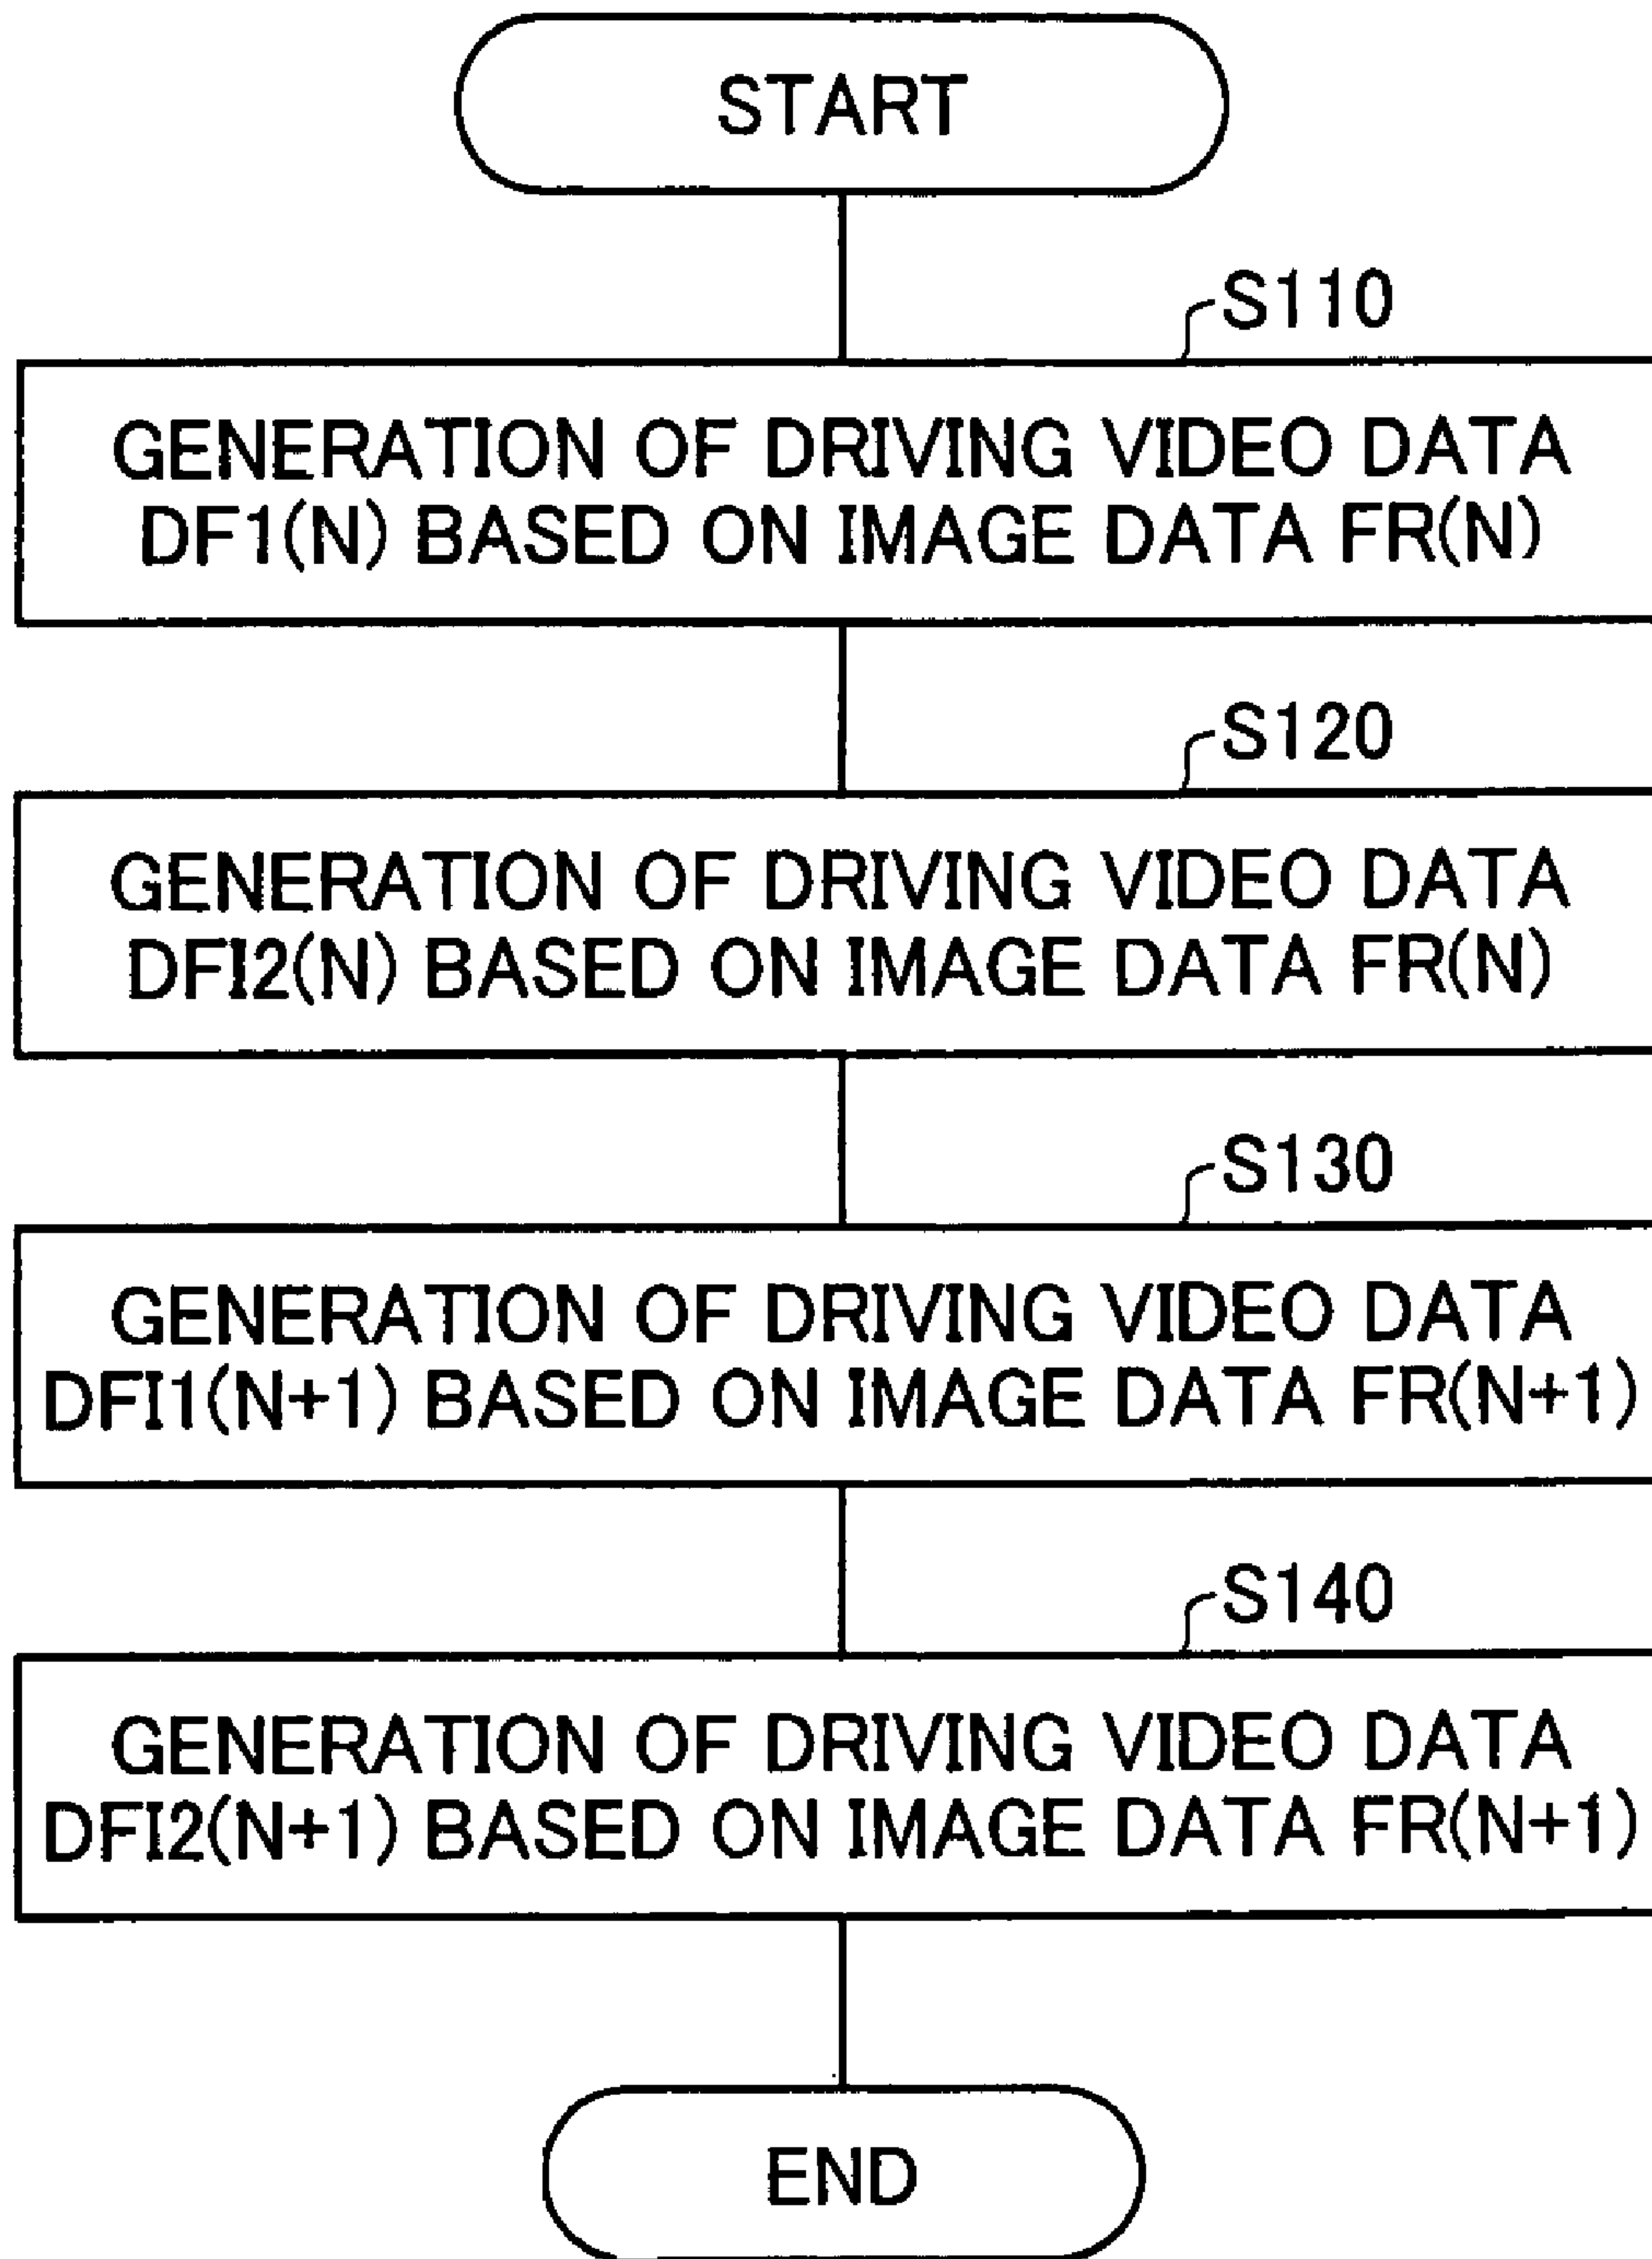 START
S110
GENERATION OF DRIVING VIDEO DATA
DF1(N) BASED ON IMAGE DATA FR(N)
S120
GENERATION OF DRIVING VIDEO DATA
DFI2(N) BASED ON IMAGE DATA FR(N)
S130
GENERATION OF DRIVING VIDEO DATA
DFI1(N+1) BASED ON IMAGE DATA FR(N+1)
S140
GENERATION OF DRIVING VIDEO DATA
DFI2(N+1) BASED ON IMAGE DATA FR(N+1)
END